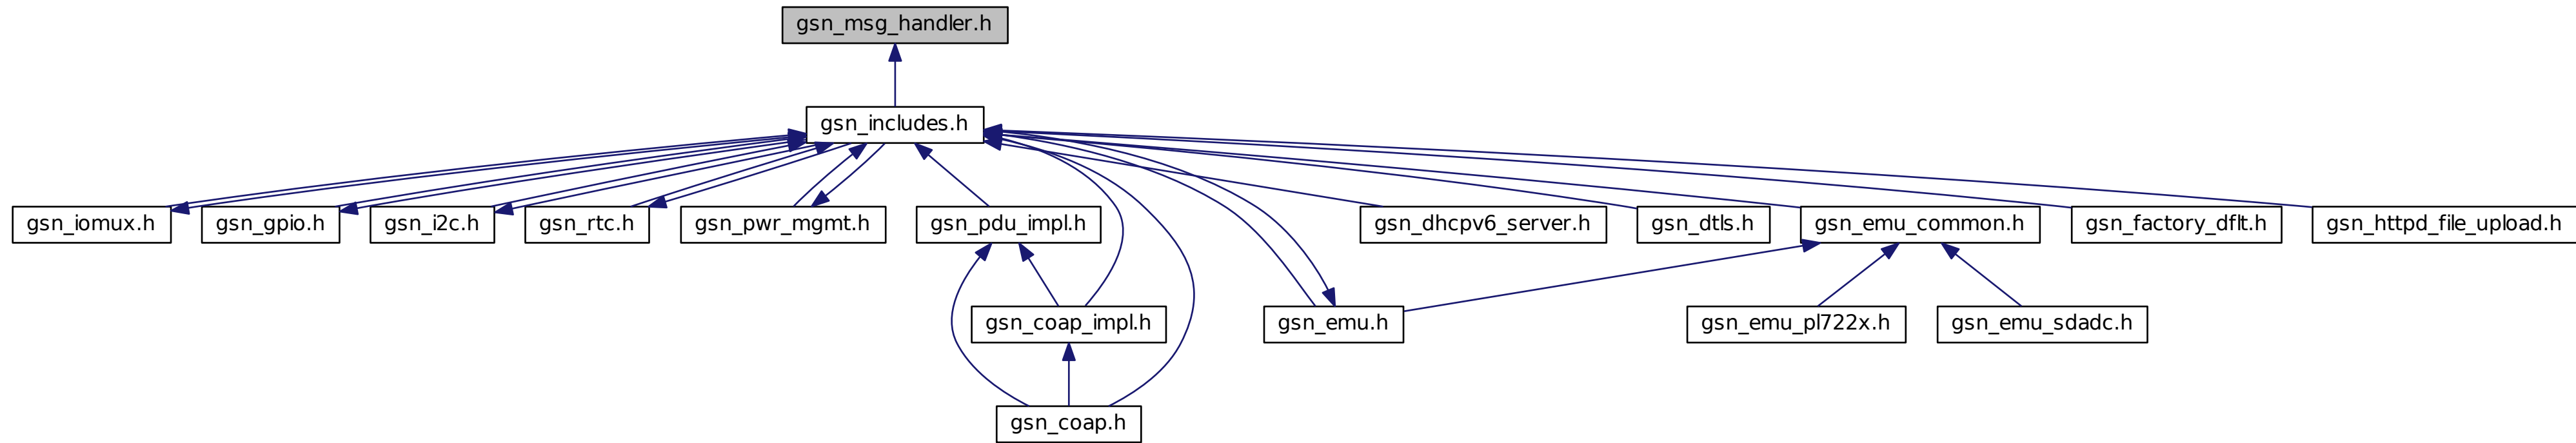 gsn_msg_handler.h
gsn_includes.h
gsn_iomux.h
gsn_gpio.h
gsn_i2c.h
gsn_rtc.h
gsn_pwr_mgmt.h
gsn_pdu_impl.h
gsn_dhcpv6_server.h
gsn_dtls.h
gsn_emu_common.h
gsn_factory_dflt.h
gsn_httpd_file_upload.h
gsn_coap_impl.h
gsn_emu.h
gsn_emu_pl722x.h
gsn_emu_sdadc.h
gsn_coap.h